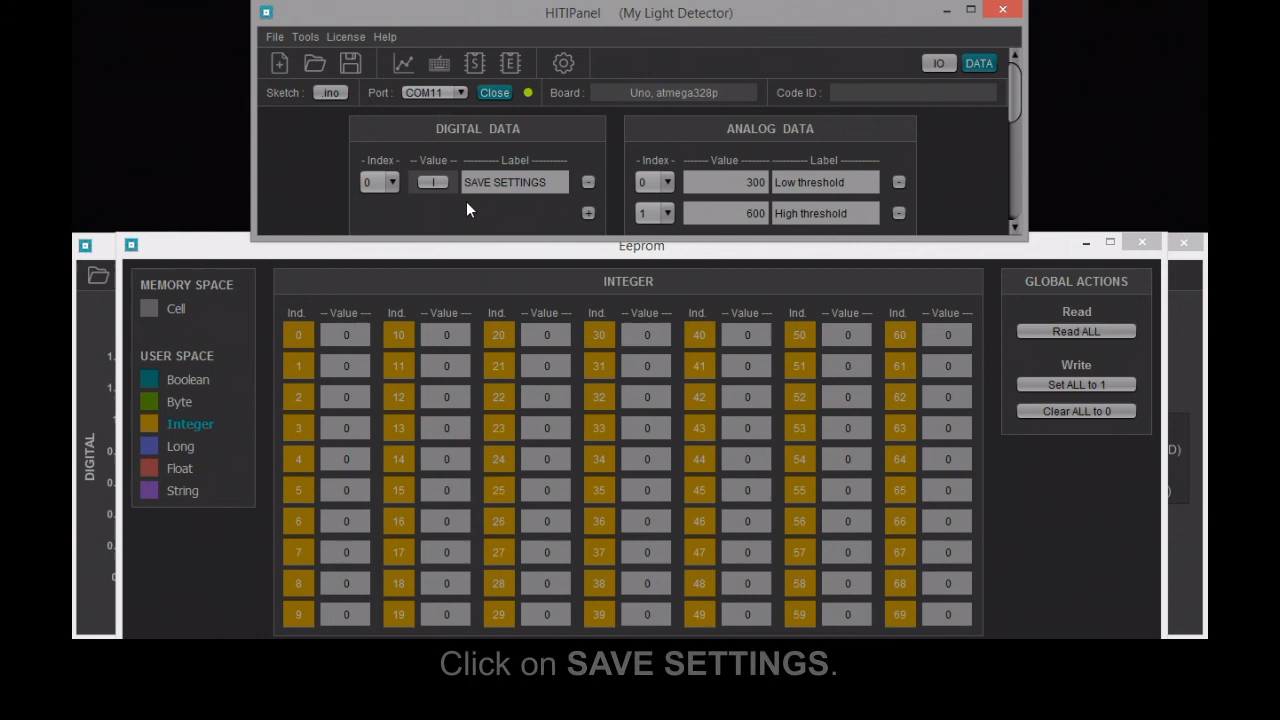 HITIPanel (My Light Detector)
File Tools License Help
IO DATA
Sketch : .ino Port : COM11 Close Board : Uno, atmega328p Code ID :
DIGITAL DATA
- Index - -- Value -- ---------- Label ----------
0 I SAVE SETTINGS -
+
ANALOG DATA
- Index - ------- Value ------- ---------- Label ----------
0 300 Low threshold -
1 600 High threshold -
Eeprom
MEMORY SPACE
Cell
USER SPACE
Boolean
Byte
Integer
Long
Float
String
DIGITAL
1.
1.
0.
0.
0.
0.
0
INTEGER
Ind. -- Value --- Ind. -- Value --- Ind. -- Value --- Ind. -- Value --- Ind. -- Value --- Ind. -- Value --- Ind. -- Value ---
0 0 10 0 20 0 30 0 40 0 50 0 60 0
1 0 11 0 21 0 31 0 41 0 51 0 61 0
2 0 12 0 22 0 32 0 42 0 52 0 62 0
3 0 13 0 23 0 33 0 43 0 53 0 63 0
4 0 14 0 24 0 34 0 44 0 54 0 64 0
5 0 15 0 25 0 35 0 45 0 55 0 65 0
6 0 16 0 26 0 36 0 46 0 56 0 66 0
7 0 17 0 27 0 37 0 47 0 57 0 67 0
8 0 18 0 28 0 38 0 48 0 58 0 68 0
9 0 19 0 29 0 39 0 49 0 59 0 69 0
GLOBAL ACTIONS
Read
Read ALL
Write
Set ALL to 1
Clear ALL to 0
D)
)
Click on SAVE SETTINGS.